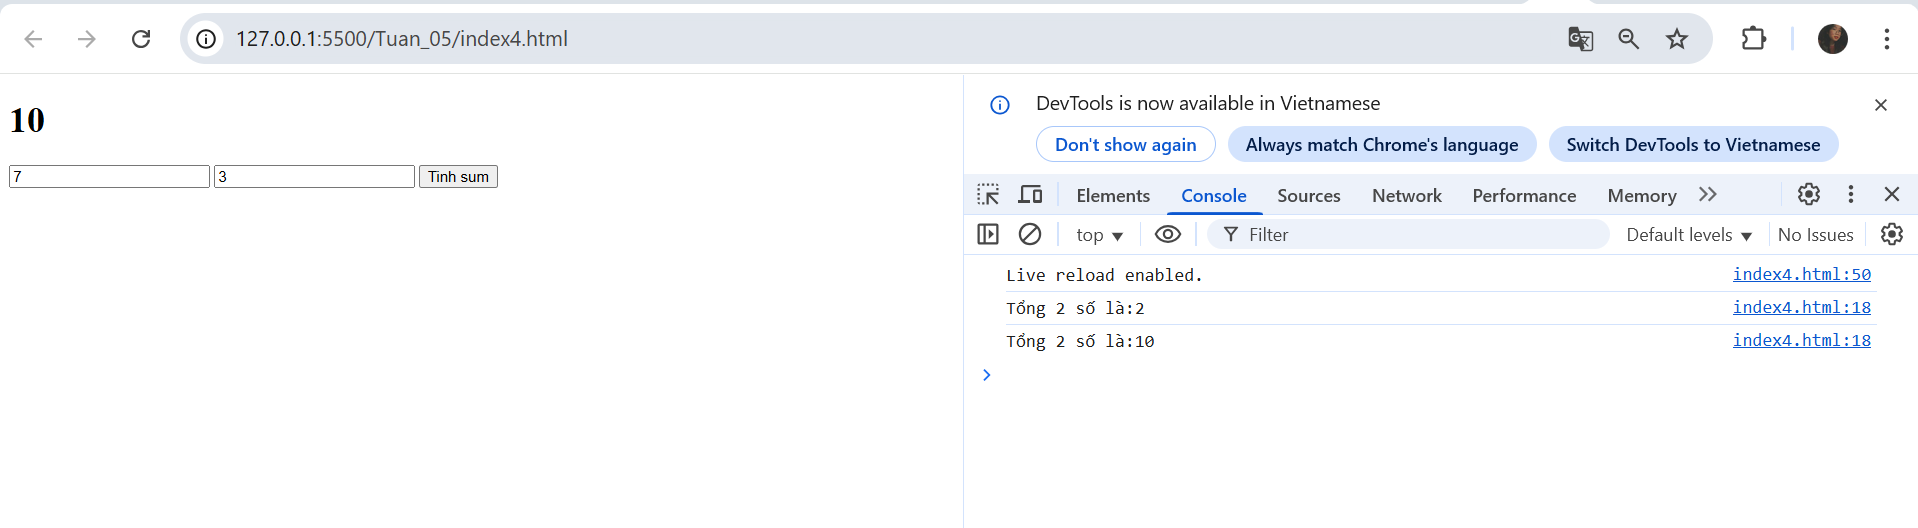 127.0.0.1:5500/Tuan_05/index4.html
10
7 3 Tinh sum
DevTools is now available in Vietnamese
Don't show again Always match Chrome's language Switch DevTools to Vietnamese
Elements Console Sources Network Performance Memory
top Filter Default levels No Issues
Live reload enabled. index4.html:50
Tổng 2 số là:2 index4.html:18
Tổng 2 số là:10 index4.html:18